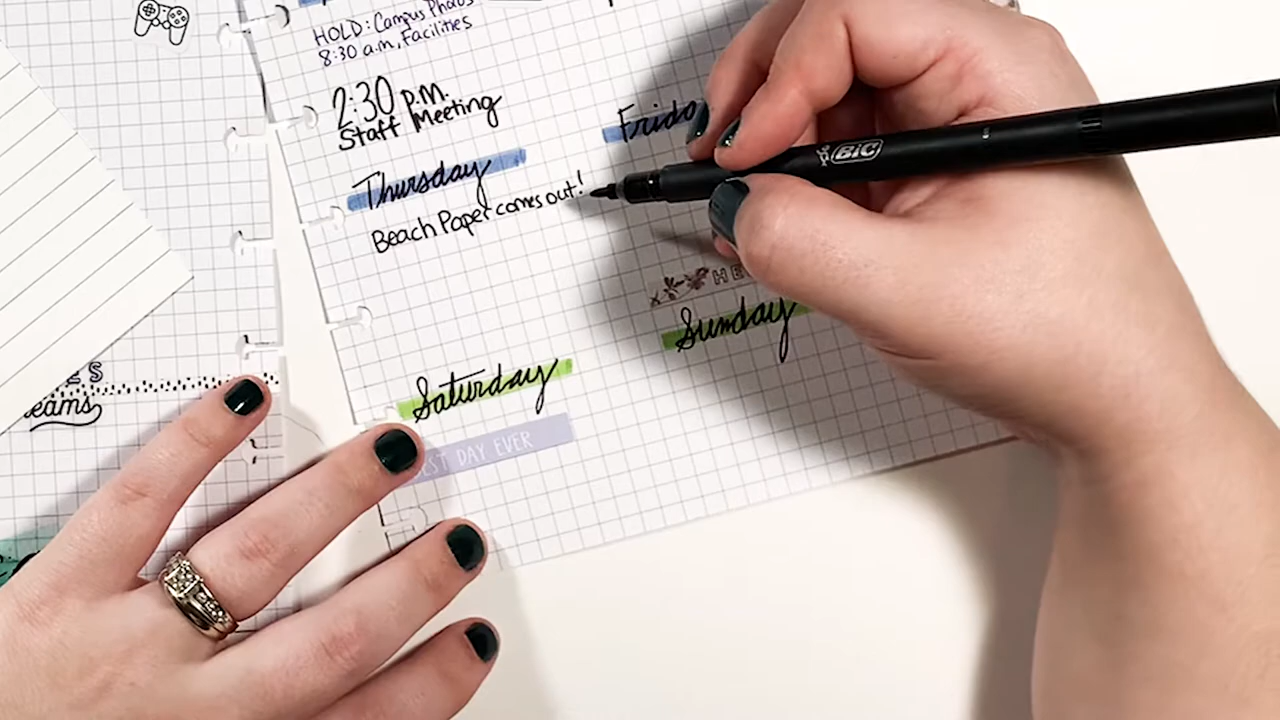 HOLD: Campus Photos
8:30 a.m, Facilities
2:30 p.m.
Staff Meeting
Thursday
Beach Paper comes out!
Saturday
DAY EVER
Sunday
BiC